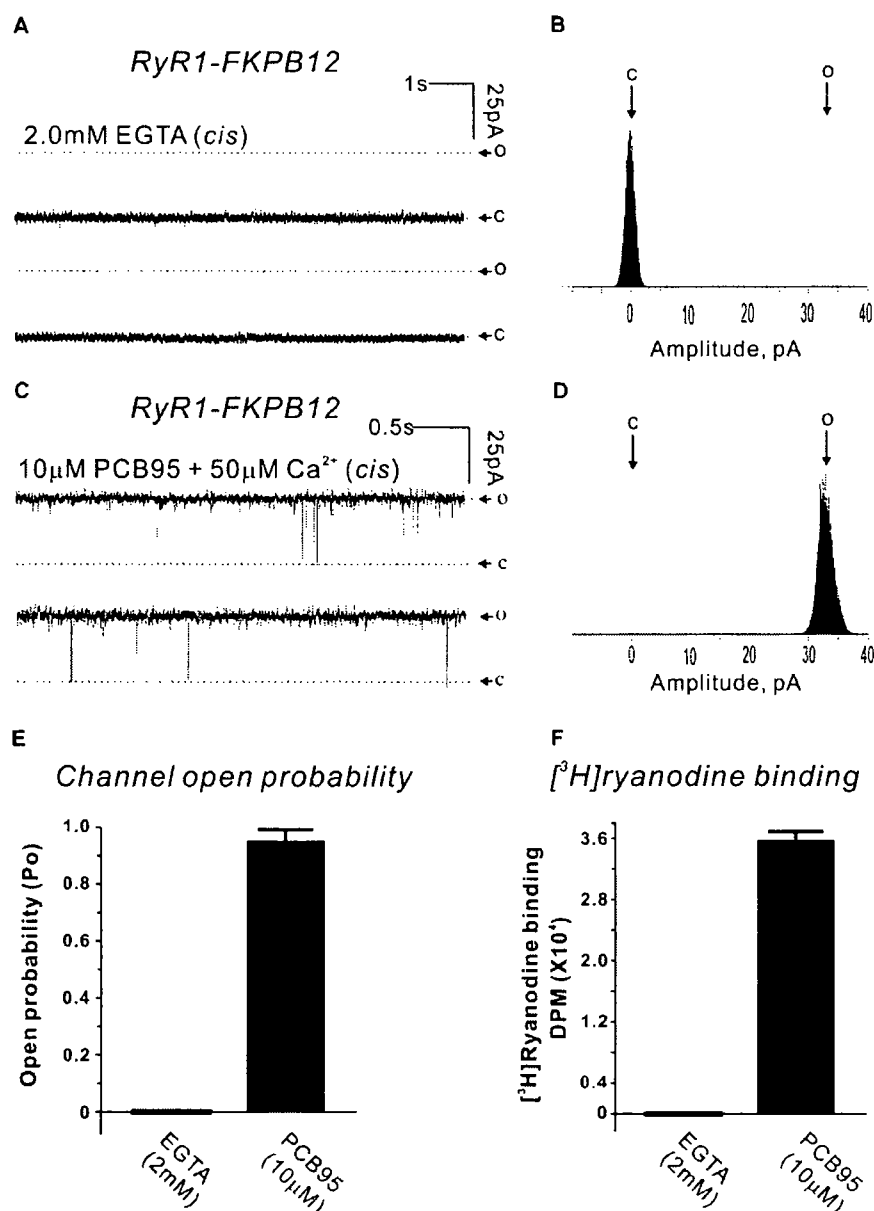 A
RyR1-FKPB12
1s
25pA
2.0mM EGTA (cis)
o
c
o
c
B
c
o
0 10 20 30 40
Amplitude, pA
C
RyR1-FKPB12
0.5s
25pA
10µM PCB95 + 50µM Ca²⁺ (cis)
o
c
o
c
D
c
o
0 10 20 30 40
Amplitude, pA
E
Channel open probability
Open probability (Po)
1.0
0.8
0.6
0.4
0.2
0
EGTA
(2mM)
PCB95
(10µM)
F
[³H]ryanodine binding
[³H]Ryanodine binding
DPM (X10⁴)
3.6
2.8
2.0
1.2
0.4
0
EGTA
(2mM)
PCB95
(10µM)